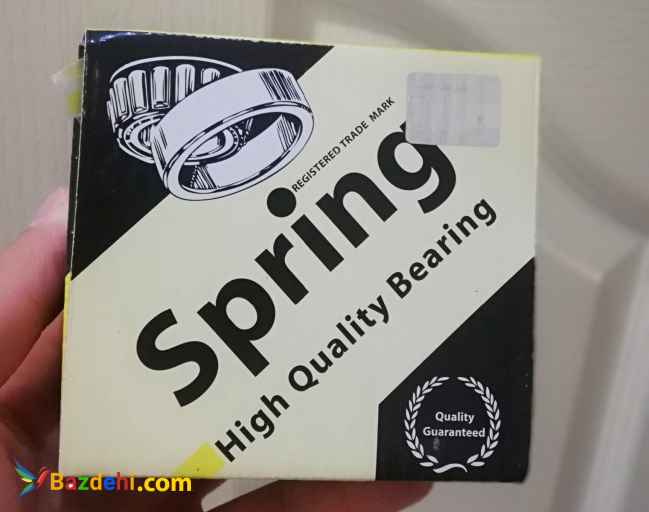 REGISTERED TRADE MARK
Spring
High Quality Bearing
Quality
Guaranteed
Bazdehi.com